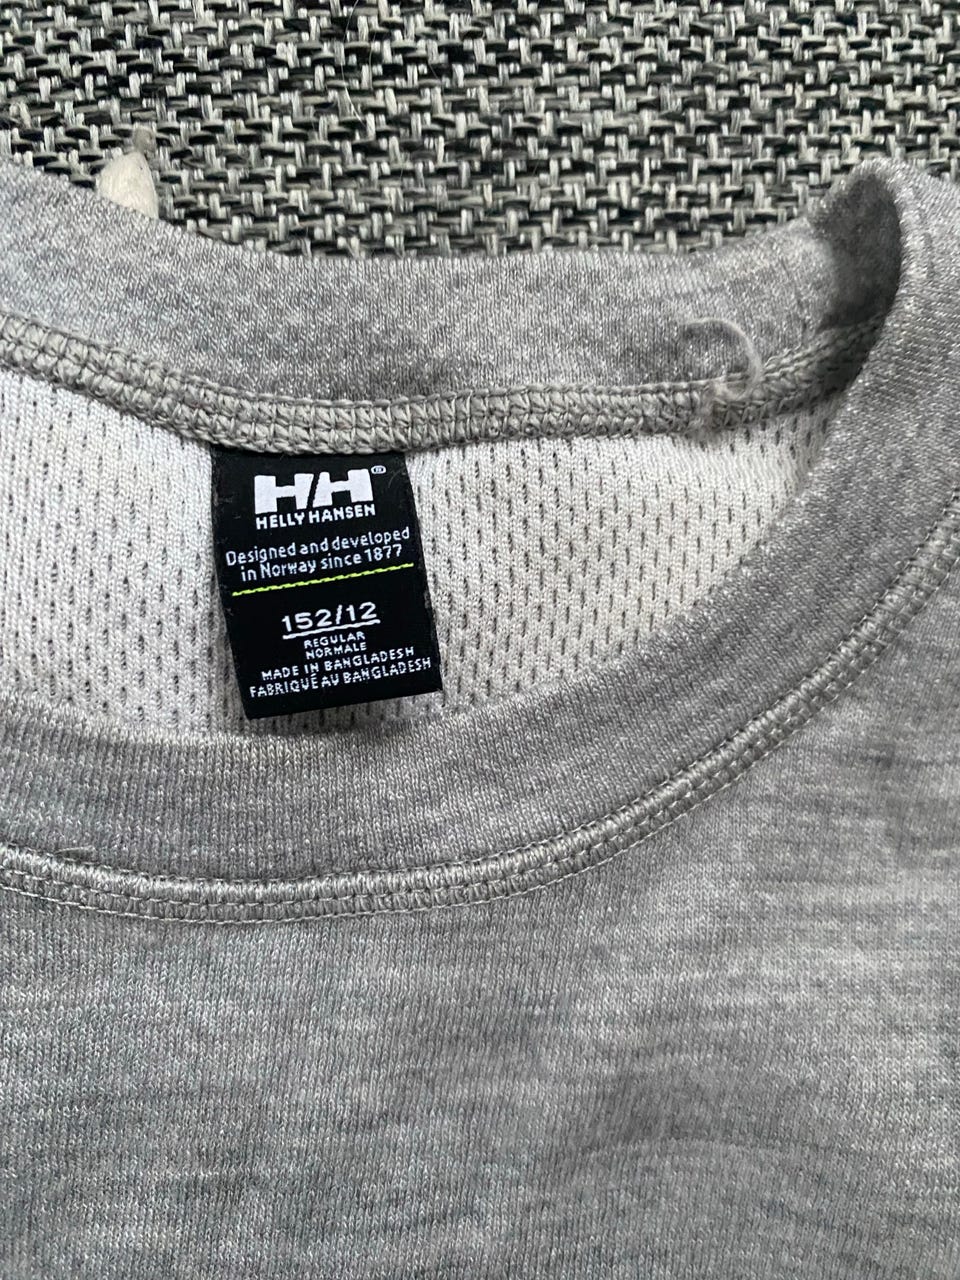 H/H®
HELLY HANSEN
Designed and developed
in Norway since 1877
152/12
REGULAR
NORMALE
MADE IN BANGLADESH
FABRIQUÉ AU BANGLADESH